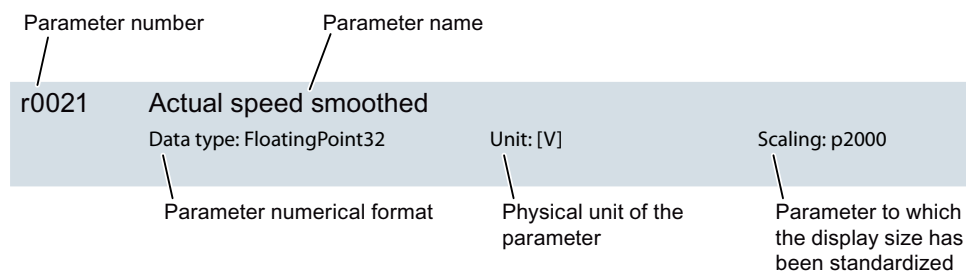 Parameter number
Parameter name
r0021 Actual speed smoothed
Data type: FloatingPoint32 Unit: [V] Scaling: p2000
Parameter numerical format
Physical unit of the
parameter
Parameter to which
the display size has
been standardized